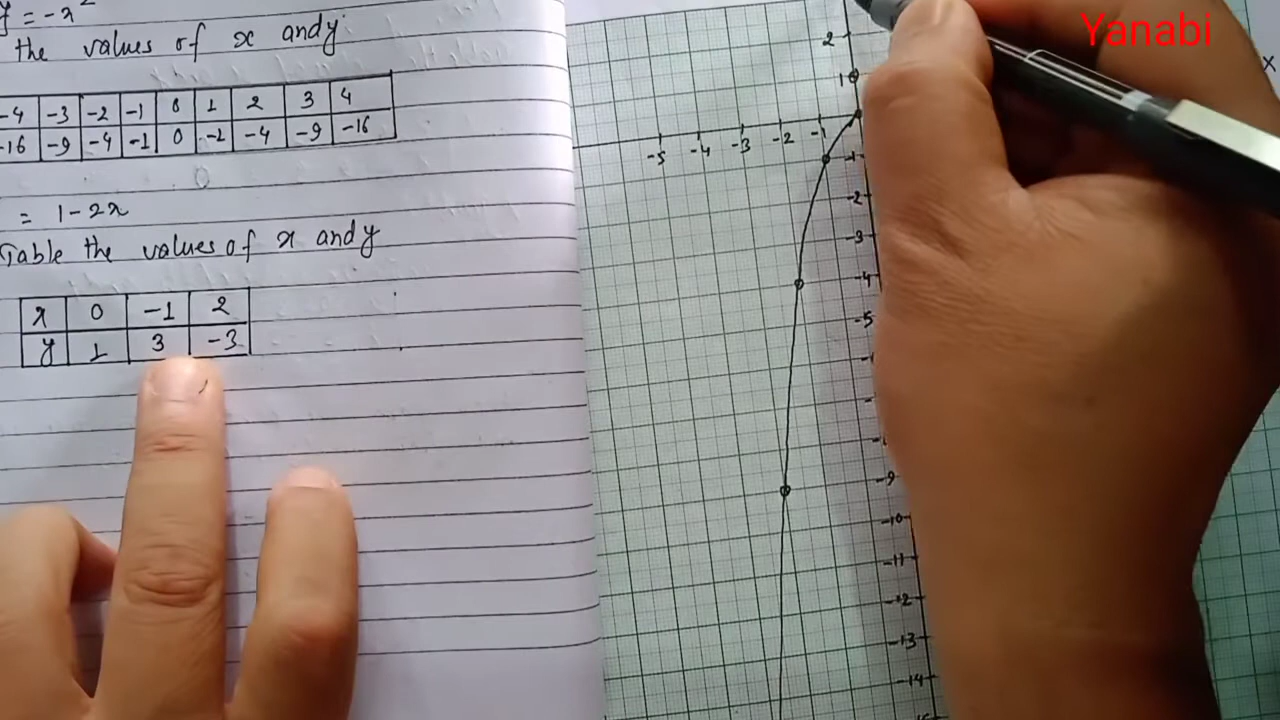 y = -x²
the values of x and y
-4 -3 -2 -1 0 1 2 3 4
-16 -9 -4 -1 0 -1 -4 -9 -16
= 1-2x
Table the values of x and y
x 0 -1 2
y 1 3 -3
Yanabi
X
2
1
-5 -4 -3 -2 -1
-1
-2
-3
-4
-5
-9
-10
-11
-12
-13
-14